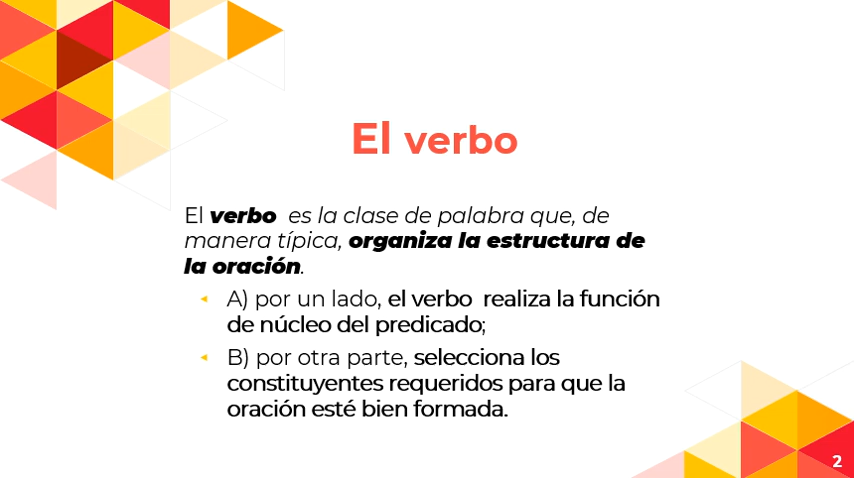 El verbo
El verbo es la clase de palabra que, de
manera típica, organiza la estructura de
la oración.
A) por un lado, el verbo realiza la función
de núcleo del predicado;
B) por otra parte, selecciona los
constituyentes requeridos para que la
oración esté bien formada.
2